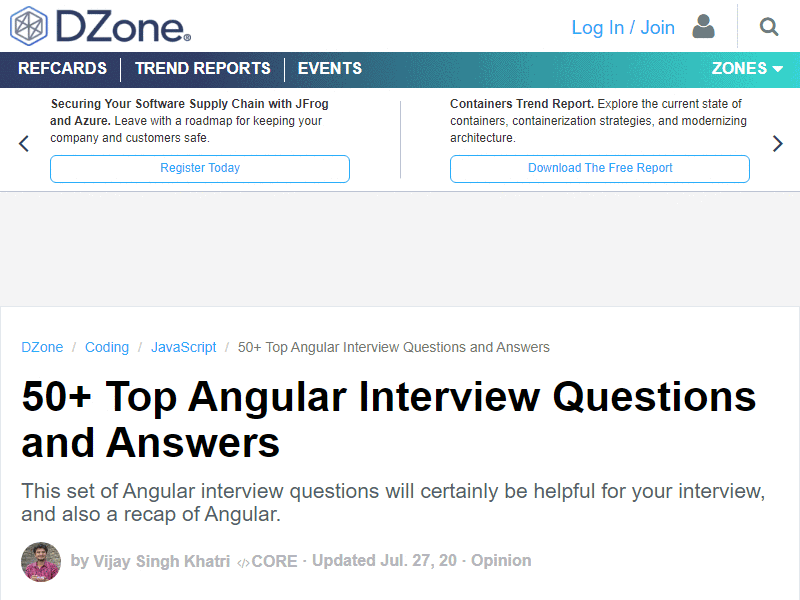 DZone®
Log In / Join
REFCARDS
TREND REPORTS
EVENTS
ZONES
Securing Your Software Supply Chain with JFrog
and Azure. Leave with a roadmap for keeping your
company and customers safe.
Register Today
Containers Trend Report. Explore the current state of
containers, containerization strategies, and modernizing
architecture.
Download The Free Report
DZone / Coding / JavaScript / 50+ Top Angular Interview Questions and Answers
50+ Top Angular Interview Questions
and Answers
This set of Angular interview questions will certainly be helpful for your interview,
and also a recap of Angular.
by Vijay Singh Khatri </>CORE · Updated Jul. 27, 20 · Opinion